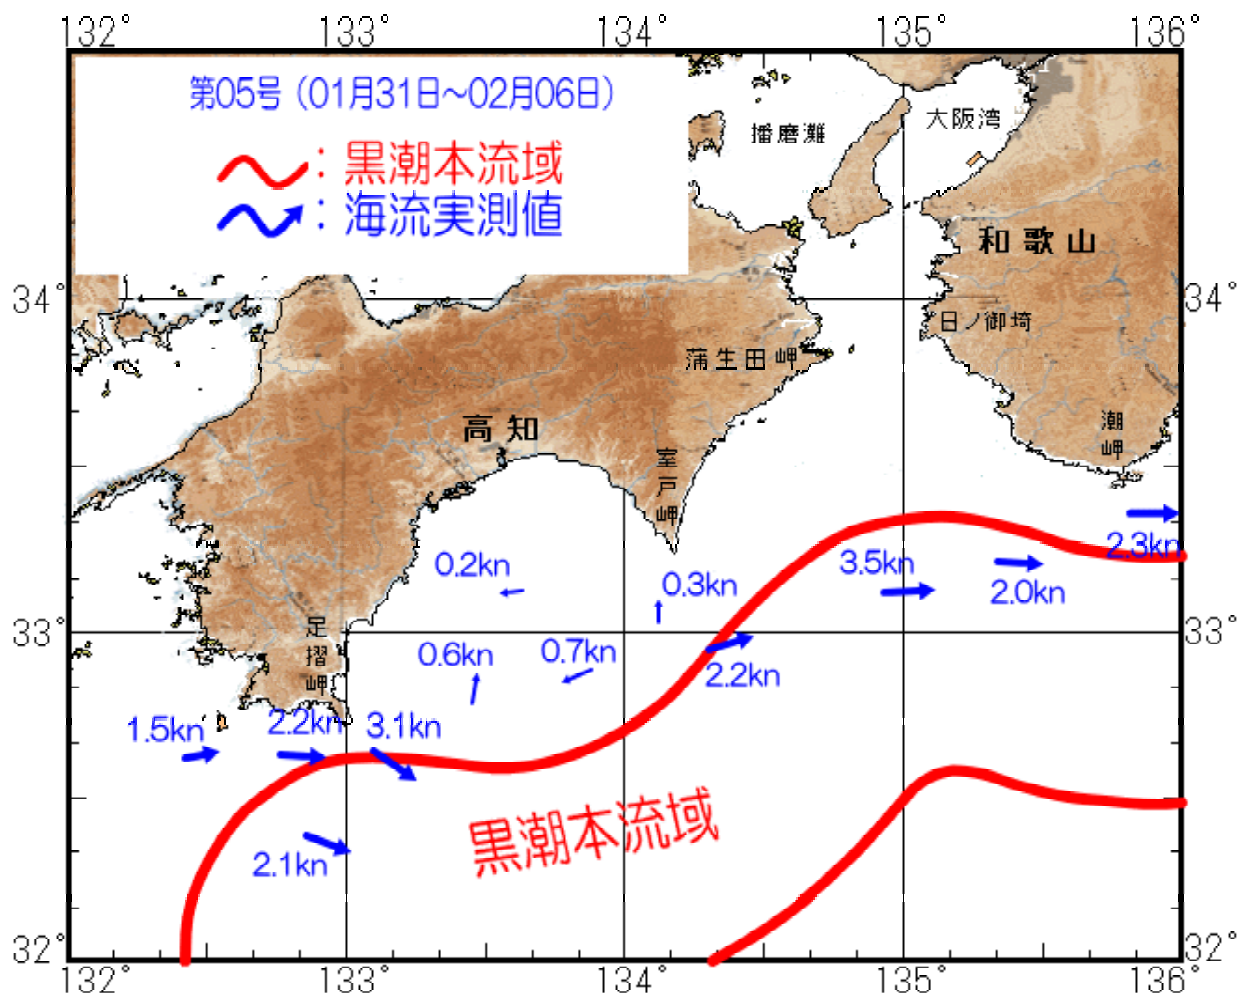 132° 133° 134° 135° 136°
第05号（01月31日～02月06日）
：黒潮本流域
：海流実測値
播磨灘
大阪湾
和歌山
34° 34°
日ノ御埼
蒲生田岬
高知
潮岬
室戸岬
2.3kn
0.2kn
3.5kn
0.3kn
2.0kn
33° 33°
足摺岬
0.6kn
0.7kn
2.2kn
1.5kn
2.2kn
3.1kn
黒潮本流域
2.1kn
32° 32°
132° 133° 134° 135° 136°